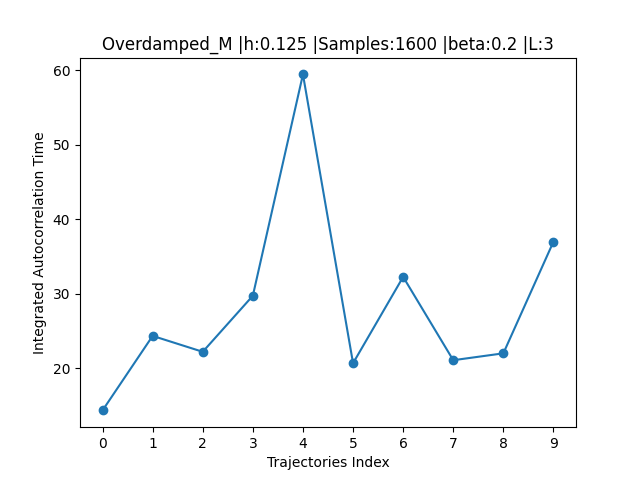 Overdamped_M |h:0.125 |Samples:1600 |beta:0.2 |L:3
Integrated Autocorrelation Time
60
50
40
30
20
0 1 2 3 4 5 6 7 8 9
Trajectories Index